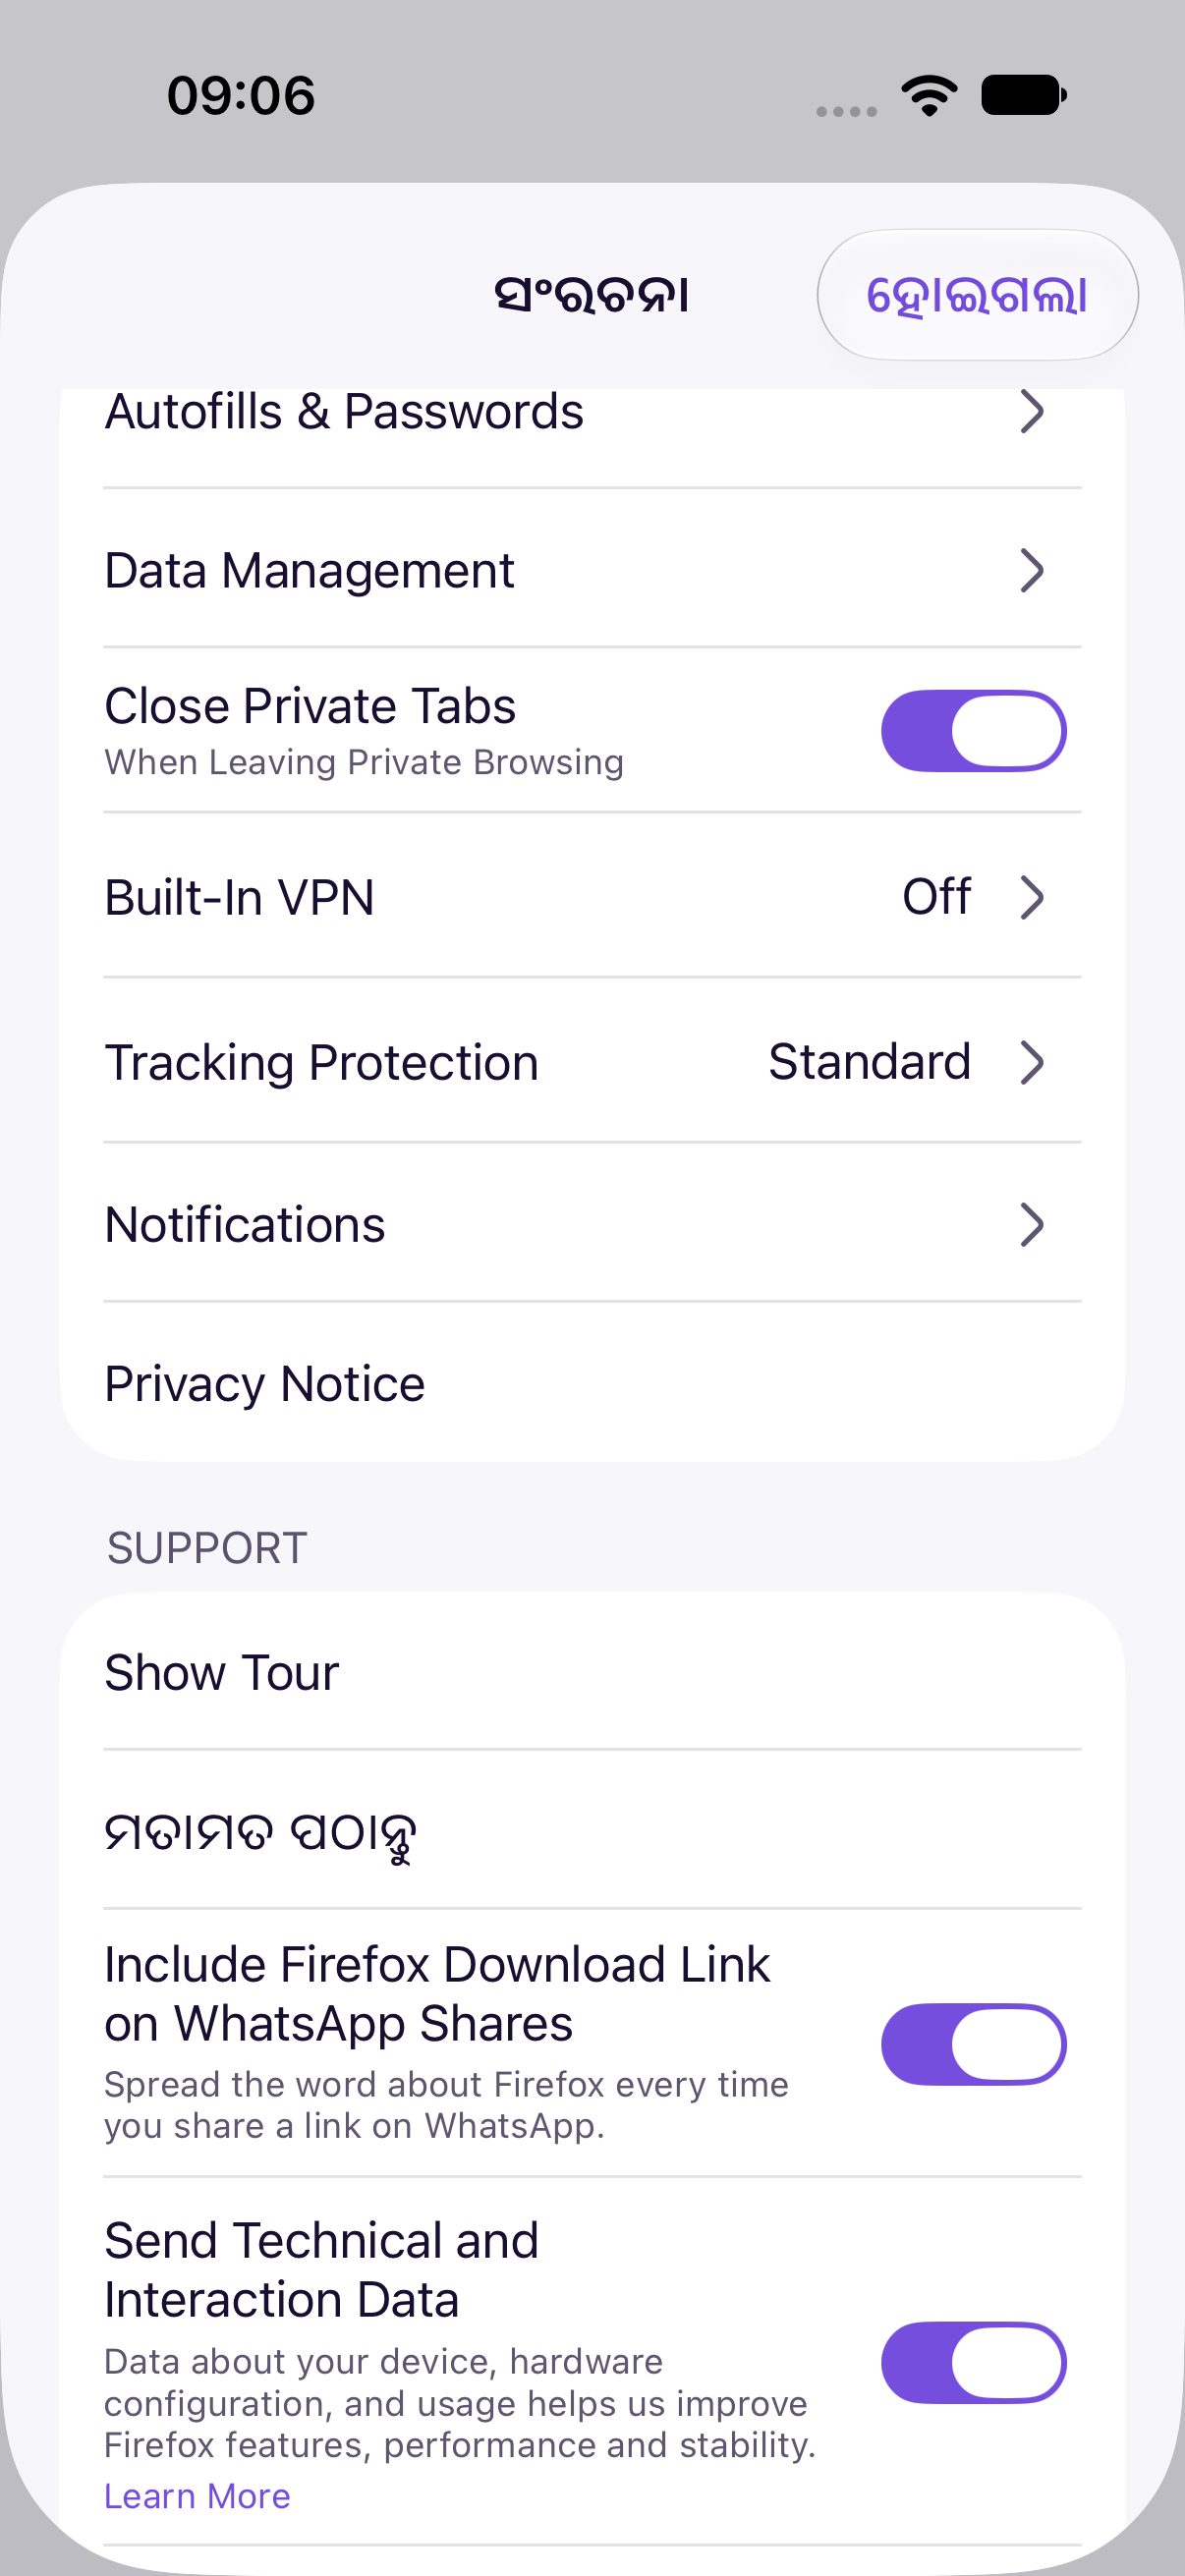 09:06
ସଂରଚନା
ହୋଇଗଲା
Autofills & Passwords
Data Management
Close Private Tabs
When Leaving Private Browsing
Built-In VPN
Off
Tracking Protection
Standard
Notifications
Privacy Notice
SUPPORT
Show Tour
ମତାମତ ପଠାନ୍ତୁ
Include Firefox Download Link
on WhatsApp Shares
Spread the word about Firefox every time
you share a link on WhatsApp.
Send Technical and
Interaction Data
Data about your device, hardware
configuration, and usage helps us improve
Firefox features, performance and stability.
Learn More